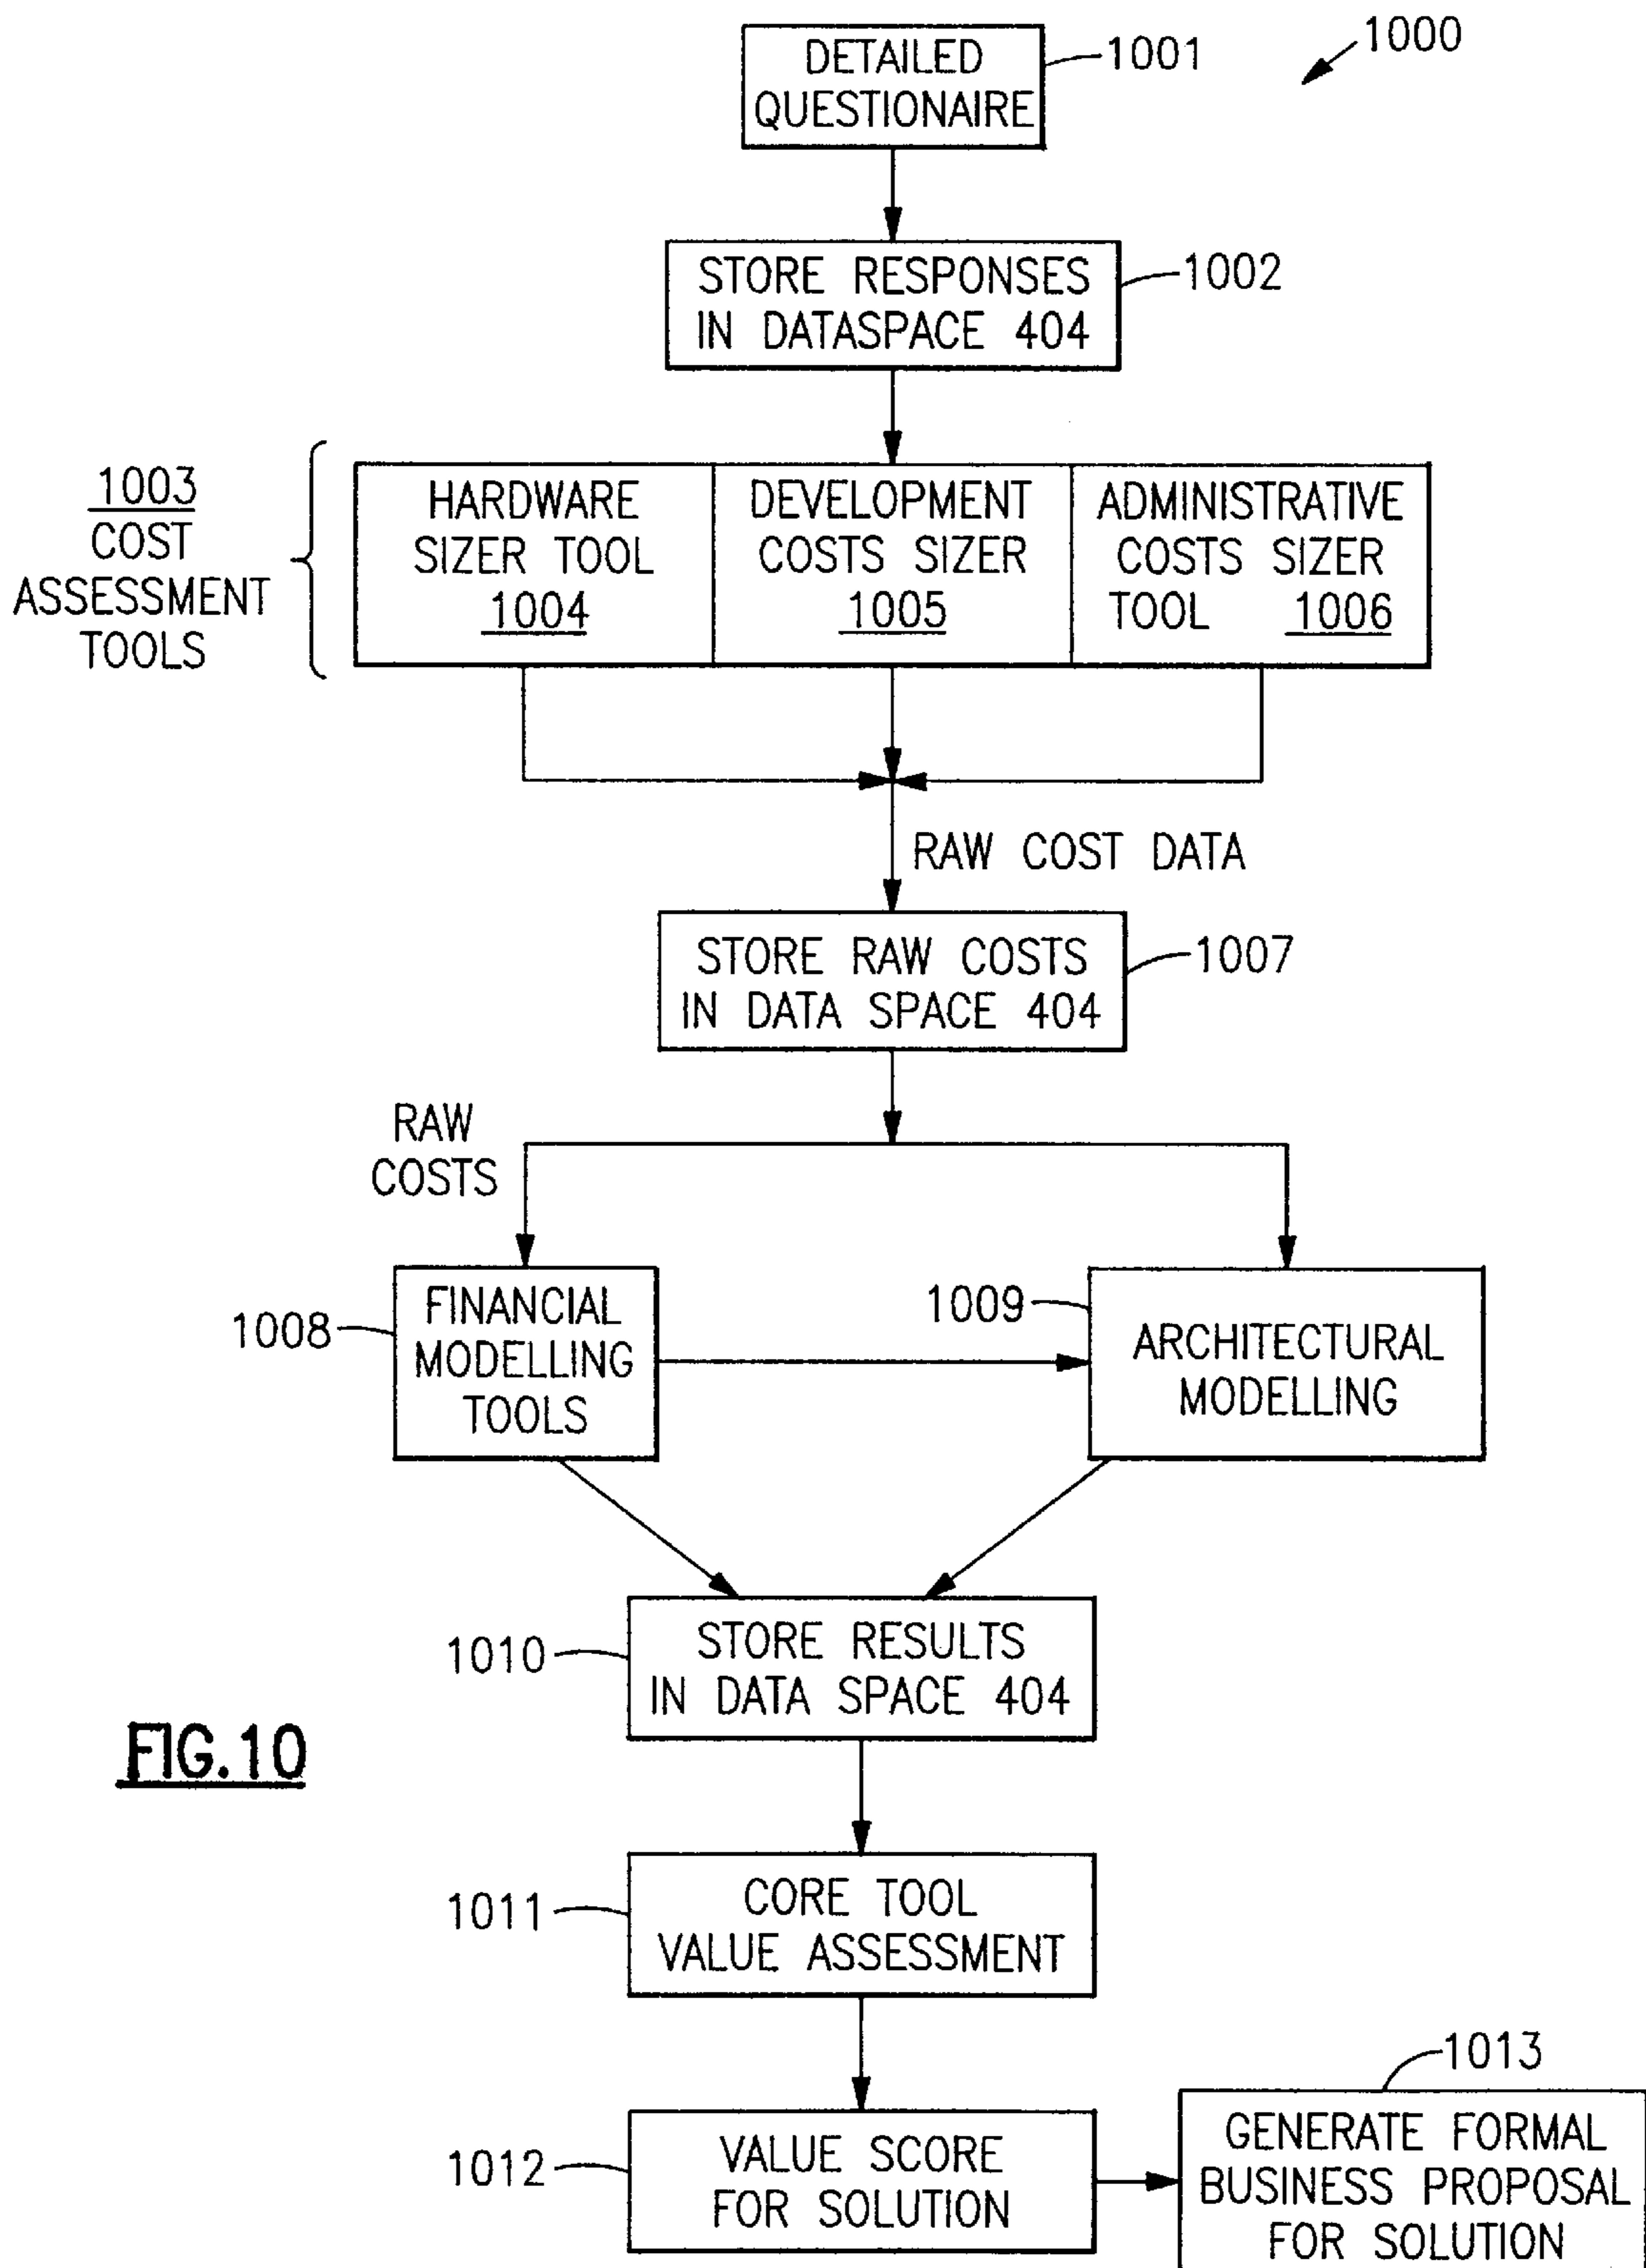 1000
DETAILED
QUESTIONAIRE
1001
STORE RESPONSES
IN DATASPACE 404
1002
1003
COST
ASSESSMENT
TOOLS
HARDWARE
SIZER TOOL
1004
DEVELOPMENT
COSTS SIZER
1005
ADMINISTRATIVE
COSTS SIZER
TOOL 1006
RAW COST DATA
STORE RAW COSTS
IN DATA SPACE 404
1007
RAW
COSTS
1008
FINANCIAL
MODELLING
TOOLS
1009
ARCHITECTURAL
MODELLING
1010
STORE RESULTS
IN DATA SPACE 404
FIG.10
1011
CORE TOOL
VALUE ASSESSMENT
1012
VALUE SCORE
FOR SOLUTION
1013
GENERATE FORMAL
BUSINESS PROPOSAL
FOR SOLUTION